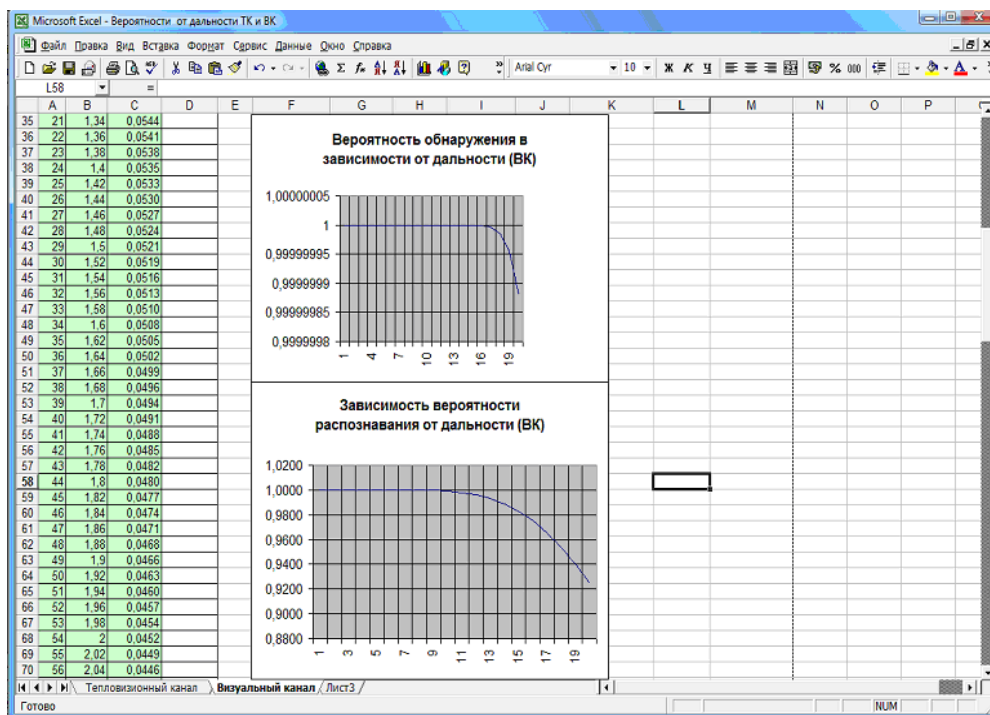 Microsoft Excel - Вероятности от дальности ТК и ВК
Файл Правка Вид Вставка Формат Сервис Данные Окно Справка
Arial Cyr 10 Ж К Ч % 000
L58 =
A B C D E F G H I J K L M N O P
35 21 1,34 0,0544
36 22 1,36 0,0541
37 23 1,38 0,0538
38 24 1,4 0,0535
39 25 1,42 0,0533
40 26 1,44 0,0530
41 27 1,46 0,0527
42 28 1,48 0,0524
43 29 1,5 0,0521
44 30 1,52 0,0519
45 31 1,54 0,0516
46 32 1,56 0,0513
47 33 1,58 0,0510
48 34 1,6 0,0508
49 35 1,62 0,0505
50 36 1,64 0,0502
51 37 1,66 0,0499
52 38 1,68 0,0496
53 39 1,7 0,0494
54 40 1,72 0,0491
55 41 1,74 0,0488
56 42 1,76 0,0485
57 43 1,78 0,0482
58 44 1,8 0,0480
59 45 1,82 0,0477
60 46 1,84 0,0474
61 47 1,86 0,0471
62 48 1,88 0,0468
63 49 1,9 0,0466
64 50 1,92 0,0463
65 51 1,94 0,0460
66 52 1,96 0,0457
67 53 1,98 0,0454
68 54 2 0,0452
69 55 2,02 0,0449
70 56 2,04 0,0446
Вероятность обнаружения в
зависимости от дальности (ВК)
1,00000005
1
0,99999995
0,9999999
0,99999985
0,9999998
1 4 7 10 13 16 19
Зависимость вероятности
распознавания от дальности (ВК)
1,0200
1,0000
0,9800
0,9600
0,9400
0,9200
0,9000
0,8800
1 3 5 7 9 11 13 15 17 19
Тепловизионный канал Визуальный канал Лист3
Готово NUM